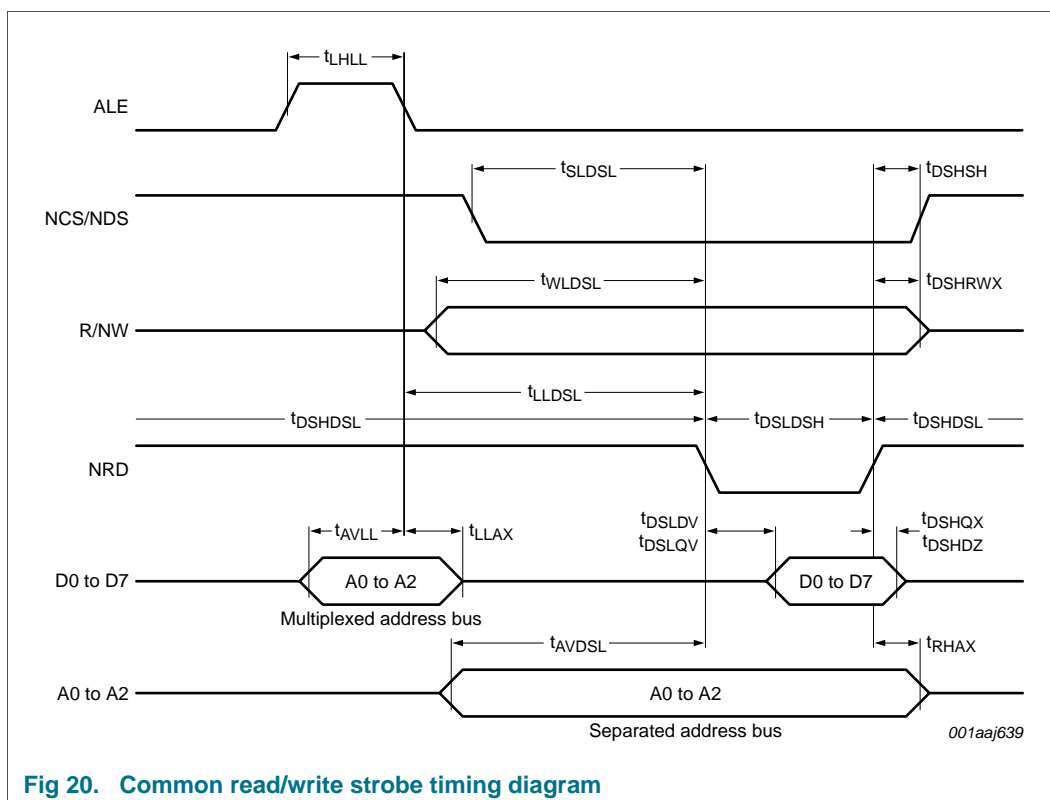 tLHLL
ALE
tSLDSL
tDSHSH
NCS/NDS
tWLDSL
tDSHRWX
R/NW
tLLDSL
tDSHDSL
tDSLDSH
tDSHDSL
NRD
tAVLL
tLLAX
tDSLDV
tDSLQV
tDSHQX
tDSHDZ
D0 to D7
A0 to A2
D0 to D7
Multiplexed address bus
tAVDSL
tRHAX
A0 to A2
A0 to A2
Separated address bus
001aaj639
Fig 20. Common read/write strobe timing diagram